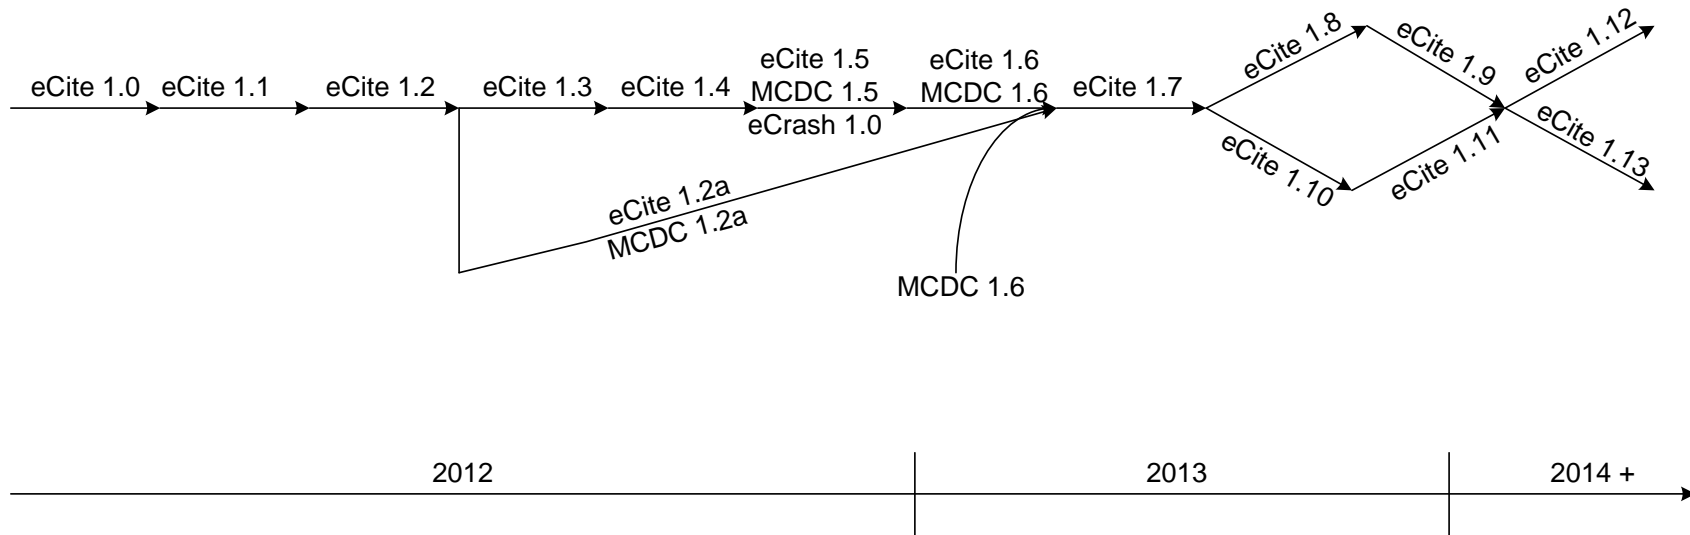 eCite 1.0
eCite 1.1
eCite 1.2
eCite 1.3
eCite 1.4
eCite 1.5
MCDC 1.5
eCrash 1.0
eCite 1.6
MCDC 1.6
eCite 1.7
eCite 1.8
eCite 1.9
eCite 1.10
eCite 1.11
eCite 1.12
eCite 1.13
eCite 1.2a
MCDC 1.2a
MCDC 1.6
2012
2013
2014 +